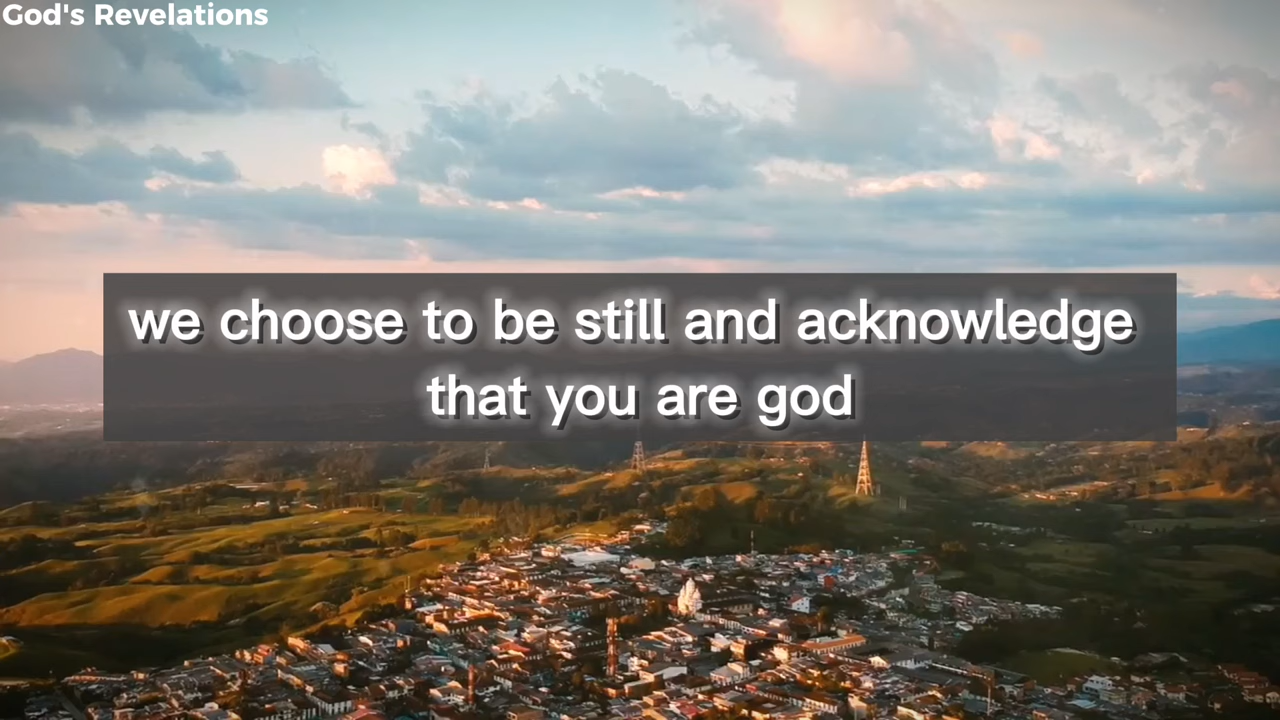 God's Revelations
we choose to be still and acknowledge
that you are god